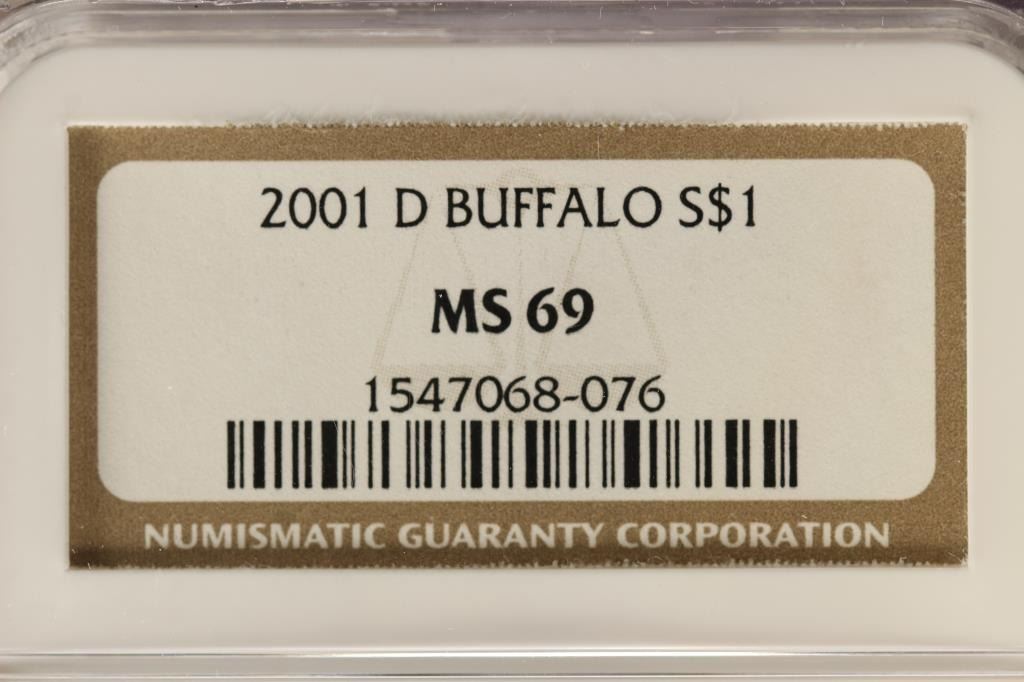 2001 D BUFFALO S$1
MS 69
1547068-076
NUMISMATIC GUARANTY CORPORATION